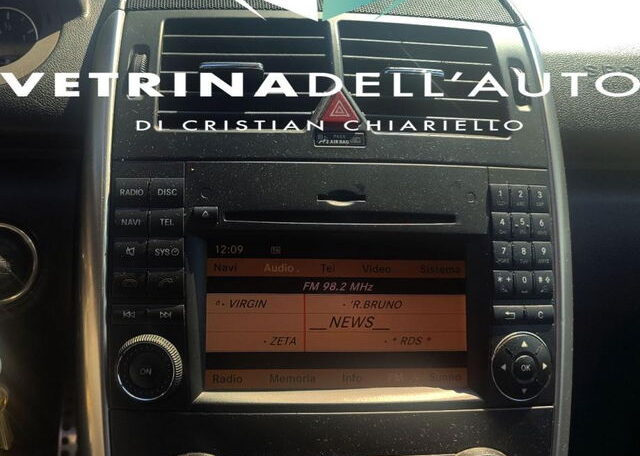 VETRINADELL'AUTO
DI CRISTIAN CHIARIELLO
RADIO DISC
NAVI TEL
SYS
ON
1 2 3
4 5 6
7 8 9
* 0 #
C
OK
12:09
Navi Audio Tel Video Sistema
FM 98.2 MHz
VIRGIN 'R.BRUNO
__NEWS__
ZETA * RDS *
Radio Memoria Info Suono